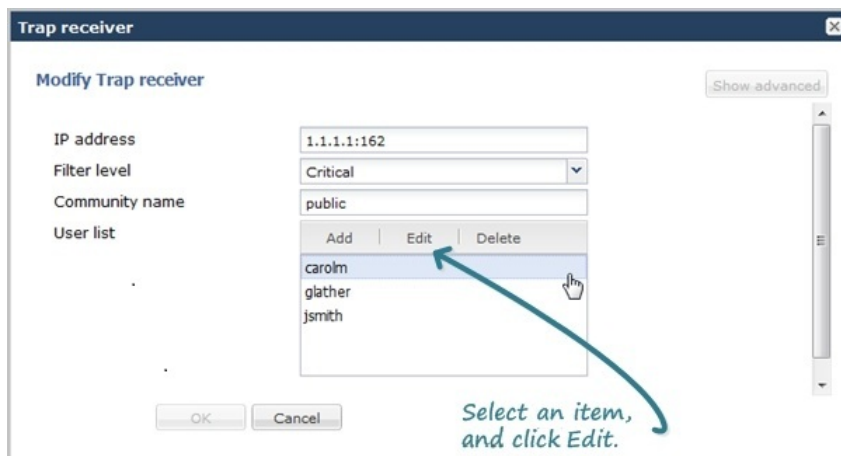 Trap receiver
Modify Trap receiver
Show advanced
IP address
1.1.1.1:162
Filter level
Critical
Community name
public
User list
Add | Edit | Delete
carolm
glather
jsmith
OK
Cancel
Select an item,
and click Edit.